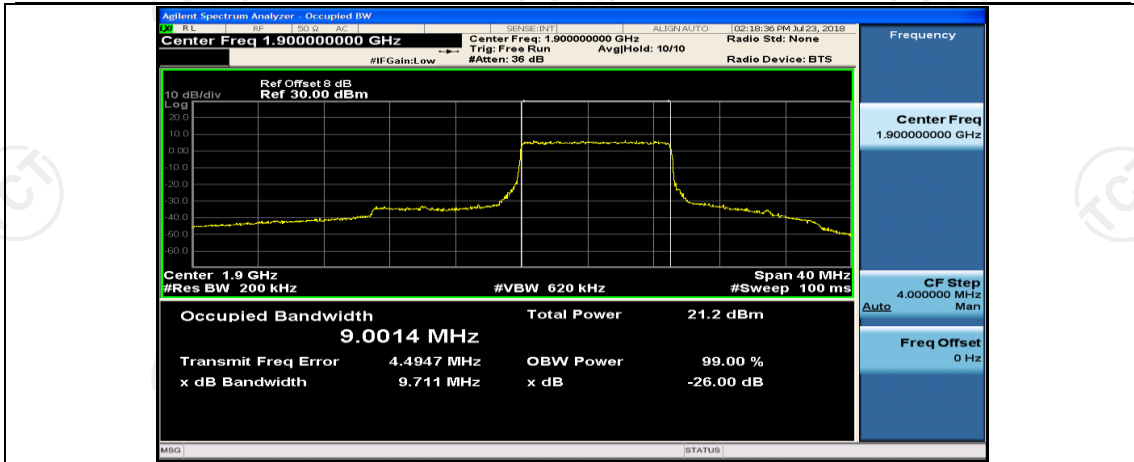 Agilent Spectrum Analyzer - Occupied BW
LXI RL RF 50 Ω AC SENSE:INT ALIGN AUTO 02:18:36 PM Jul 23, 2018
Center Freq 1.900000000 GHz
Center Freq: 1.900000000 GHz
Radio Std: None
Trig: Free Run Avg|Hold: 10/10
#IFGain:Low #Atten: 36 dB
Radio Device: BTS
Ref Offset 8 dB
10 dB/div Ref 30.00 dBm
Log
20.0
10.0
0.00
-10.0
-20.0
-30.0
-40.0
-50.0
-60.0
Center 1.9 GHz Span 40 MHz
#Res BW 200 kHz #VBW 620 kHz #Sweep 100 ms
Occupied Bandwidth Total Power 21.2 dBm
9.0014 MHz
Transmit Freq Error 4.4947 MHz OBW Power 99.00 %
x dB Bandwidth 9.711 MHz x dB -26.00 dB
MSG STATUS
Frequency
Center Freq
1.900000000 GHz
CF Step
4.000000 MHz
Auto Man
Freq Offset
0 Hz
TCT
TCT